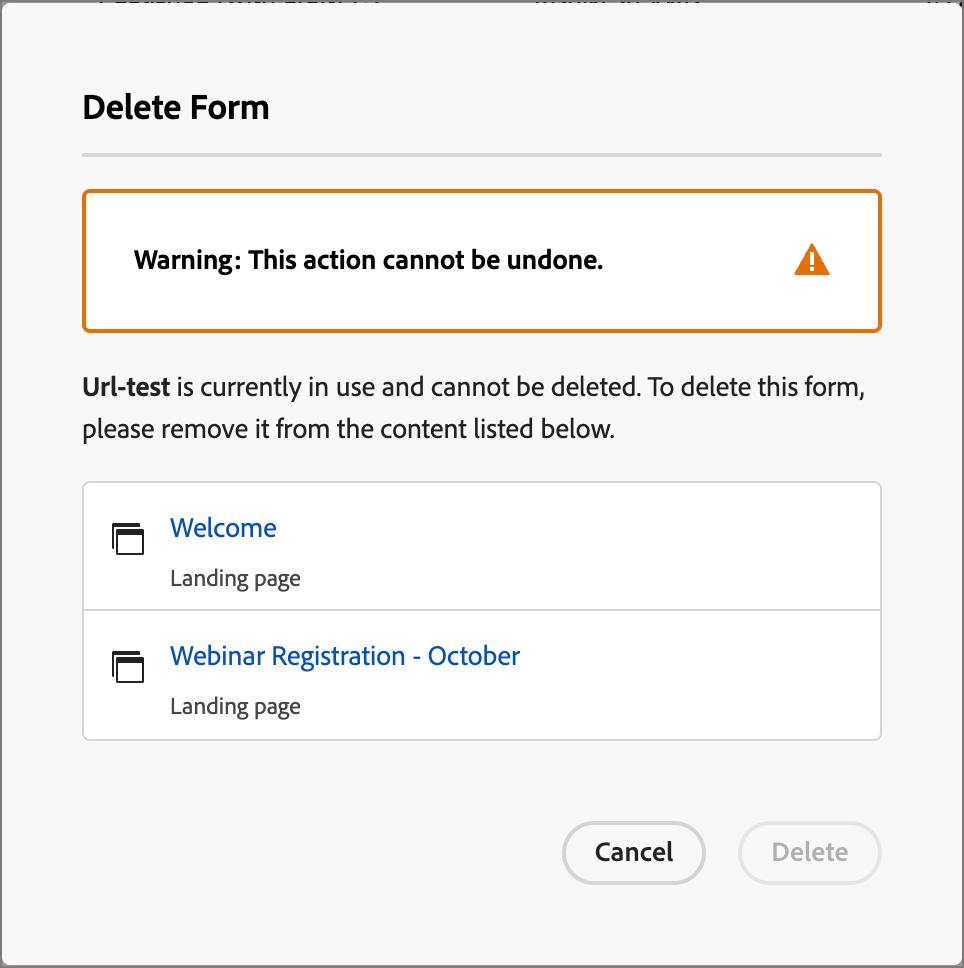 Delete Form
Warning: This action cannot be undone.
Url-test is currently in use and cannot be deleted. To delete this form,
please remove it from the content listed below.
Welcome
Landing page
Webinar Registration - October
Landing page
Cancel
Delete